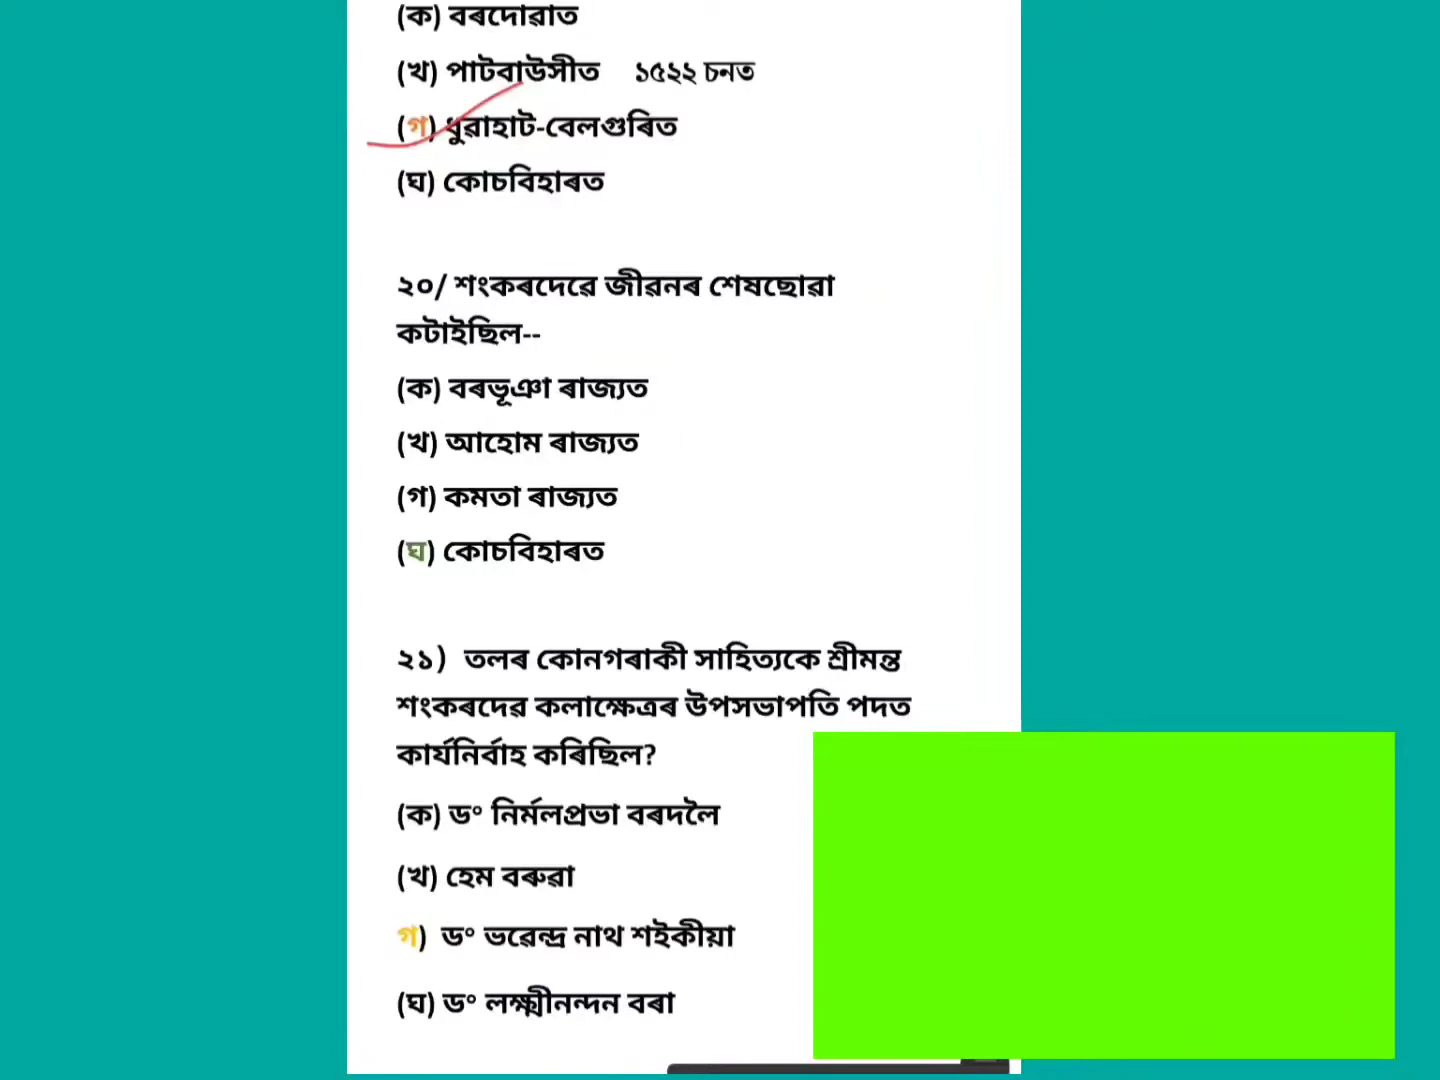 (ক) বৰদোৱাত
(খ) পাটবাউসীত ১৫২২ চনত
(গ) ধুৱাহাট-বেলগুৰিত
(ঘ) কোচবিহাৰত
২০/ শংকৰদেৱে জীৱনৰ শেষছোৱা
কটাইছিল--
(ক) বৰভূঞা ৰাজ্যত
(খ) আহোম ৰাজ্যত
(গ) কমতা ৰাজ্যত
(ঘ) কোচবিহাৰত
২১) তলৰ কোনগৰাকী সাহিত্যকে শ্ৰীমন্ত
শংকৰদেৱ কলাক্ষেত্ৰৰ উপসভাপতি পদত
কাৰ্যনিৰ্বাহ কৰিছিল?
(ক) ড° নিৰ্মলপ্ৰভা বৰদলৈ
(খ) হেম বৰুৱা
গ) ড° ভৱেন্দ্ৰ নাথ শইকীয়া
(ঘ) ড° লক্ষ্মীনন্দন বৰা